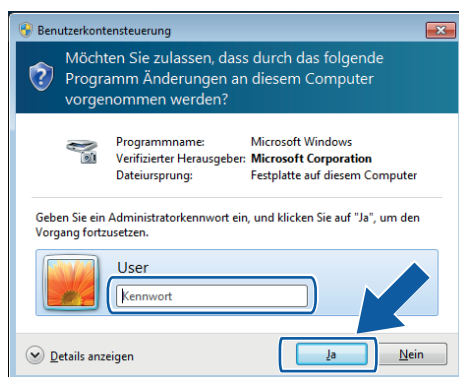 Benutzerkontensteuerung
Möchten Sie zulassen, dass durch das folgende
Programm Änderungen an diesem Computer
vorgenommen werden?
Programmname: Microsoft Windows
Verifizierter Herausgeber: Microsoft Corporation
Dateiursprung: Festplatte auf diesem Computer
Geben Sie ein Administratorkennwort ein, und klicken Sie auf "Ja", um den
Vorgang fortzusetzen.
User
Kennwort
Details anzeigen
Ja Nein